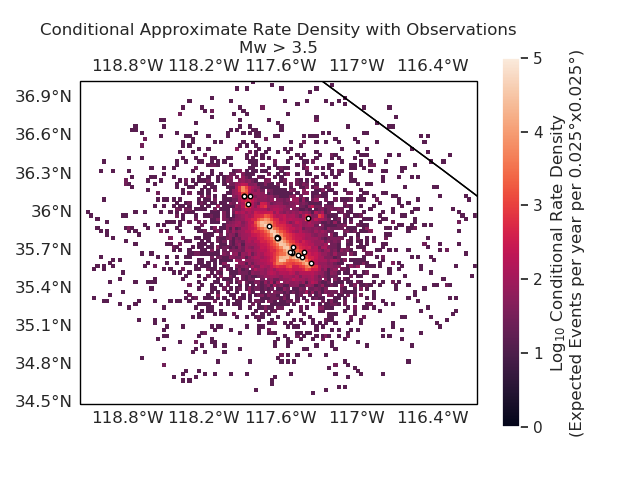 Conditional Approximate Rate Density with Observations
Mw > 3.5
118.8°W 118.2°W 117.6°W 117°W 116.4°W
36.9°N
36.6°N
36.3°N
36°N
35.7°N
35.4°N
35.1°N
34.8°N
34.5°N
118.8°W 118.2°W 117.6°W 117°W 116.4°W
5
4
3
2
1
0
Log₁₀ Conditional Rate Density
(Expected Events per year per 0.025°x0.025°)